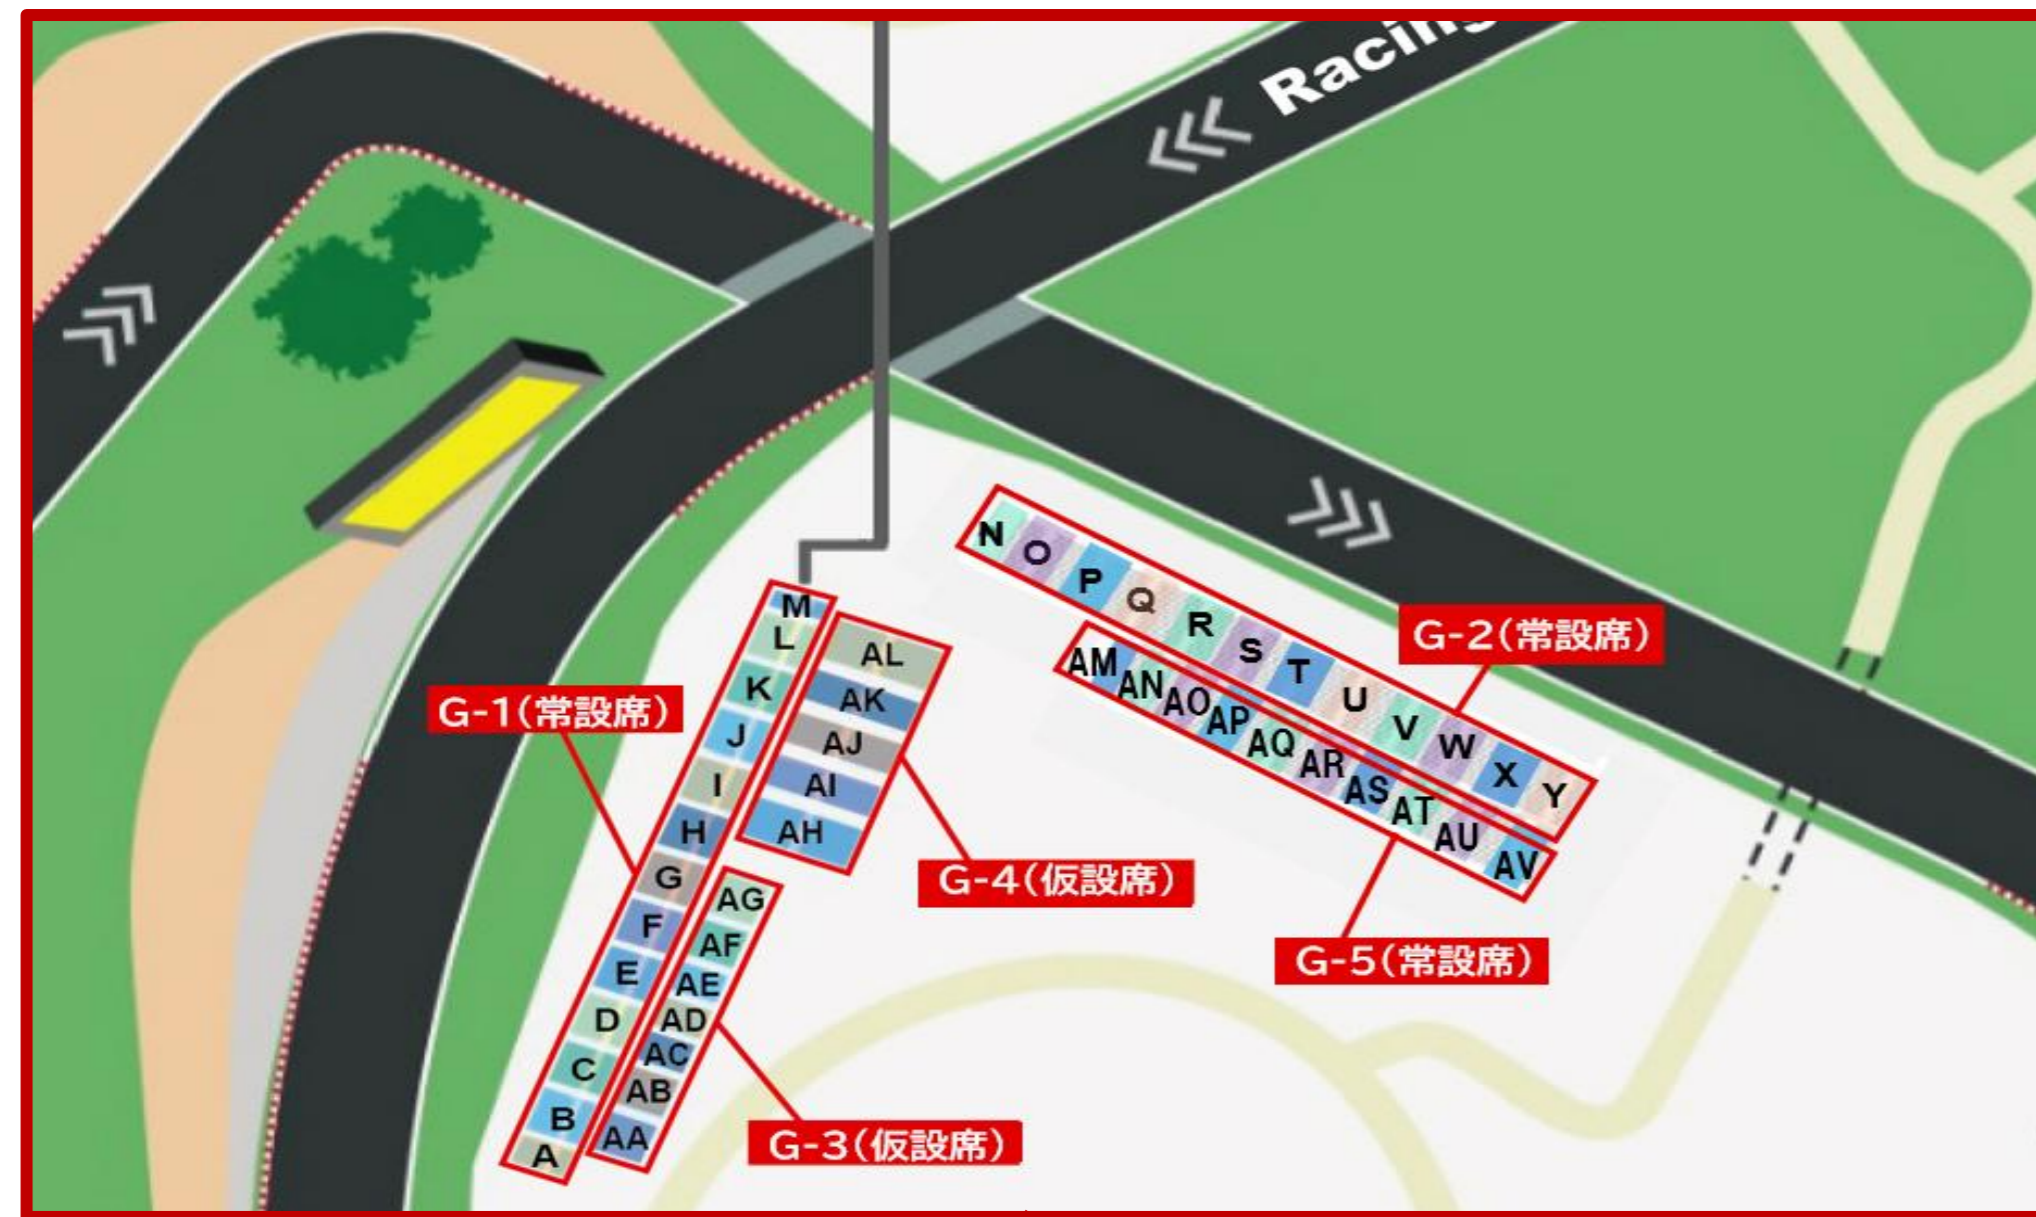 Racing
N
O
P
Q
R
S
T
U
V
W
X
Y
G-2(常設席)
AM
AN
AO
AP
AQ
AR
AS
AT
AU
AV
G-5(常設席)
M
L
K
J
I
H
G
F
E
D
C
B
A
G-1(常設席)
AL
AK
AJ
AI
AH
G-4(仮設席)
AG
AF
AE
AD
AC
AB
AA
G-3(仮設席)